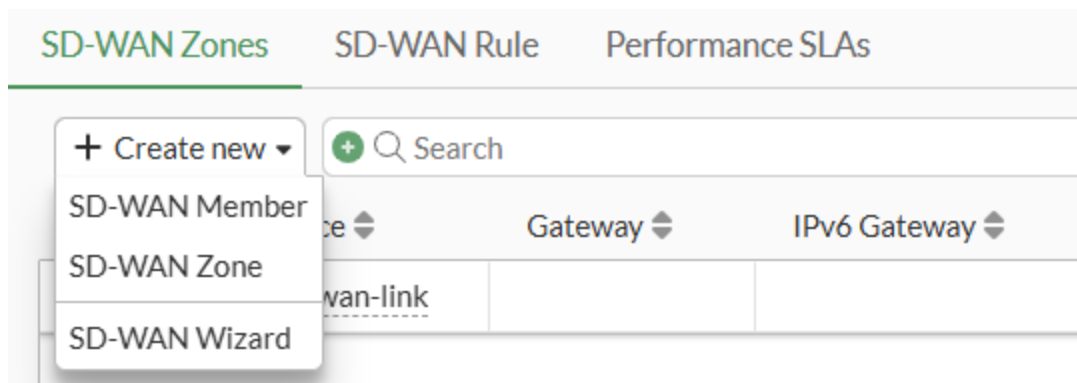 SD-WAN Zones SD-WAN Rule Performance SLAs
+ Create new Search
SD-WAN Member
ce Gateway IPv6 Gateway
SD-WAN Zone
wan-link
SD-WAN Wizard